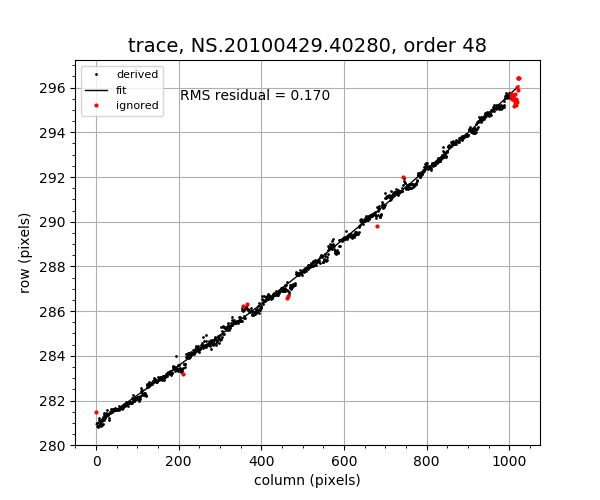 trace, NS.20100429.40280, order 48
derived
fit
ignored
RMS residual = 0.170
296
294
292
290
288
286
284
282
280
row (pixels)
0 200 400 600 800 1000
column (pixels)